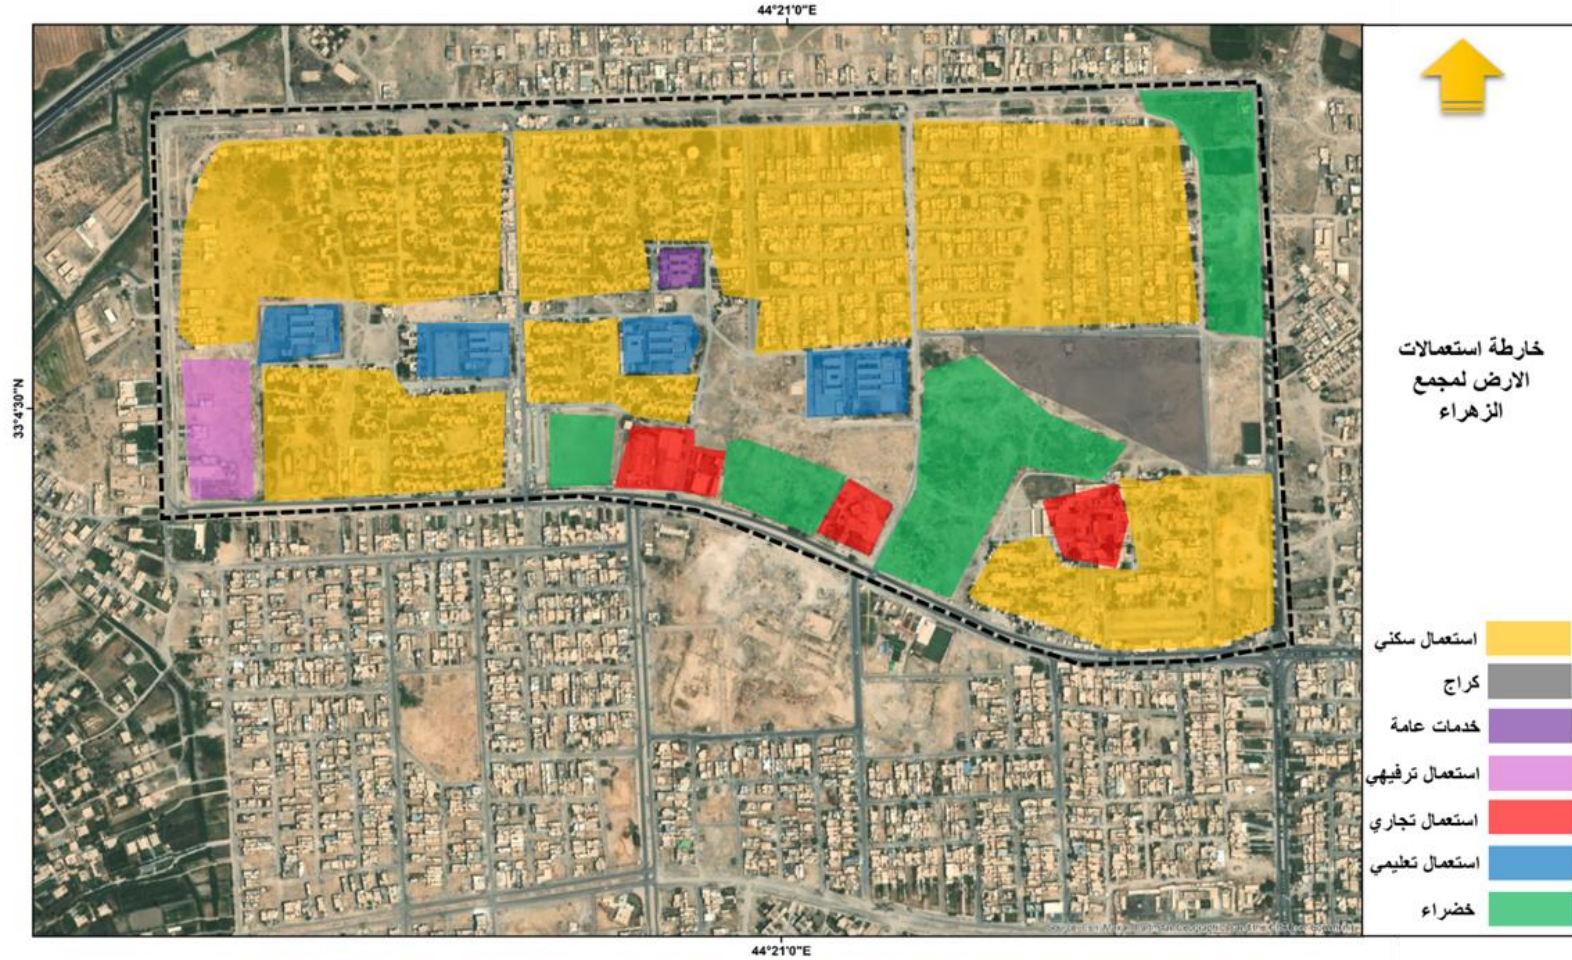 44°21'0"E
33°4'30"N
خارطة استعمالات
الارض لمجمع
الزهراء
استعمال سكني
كراج
خدمات عامة
استعمال ترفيهي
استعمال تجاري
استعمال تعليمي
خضراء
44°21'0"E